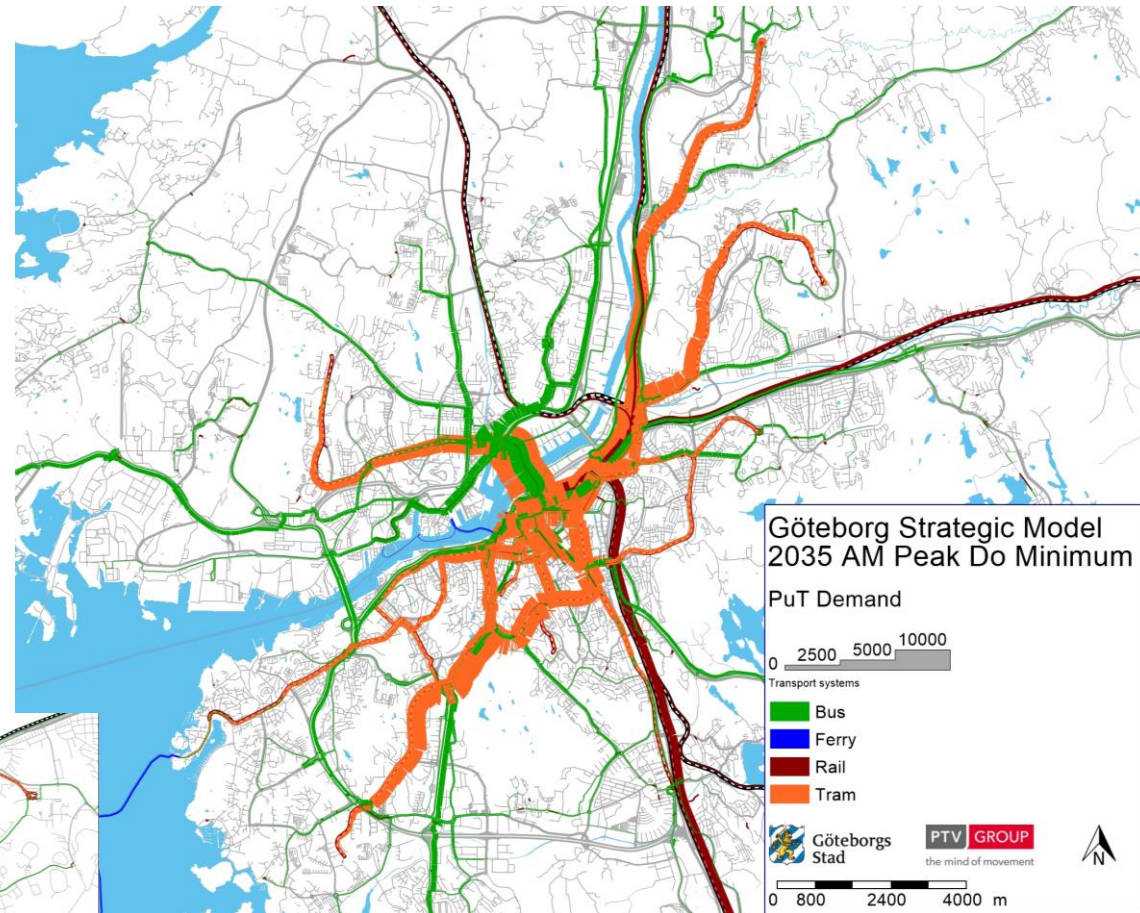 Göteborg Strategic Model
2035 AM Peak Do Minimum
PuT Demand
0 2500 5000 10000
Transport systems
Bus
Ferry
Rail
Tram
Göteborgs
Stad
PTV GROUP
the mind of movement
N
0 800 2400 4000 m